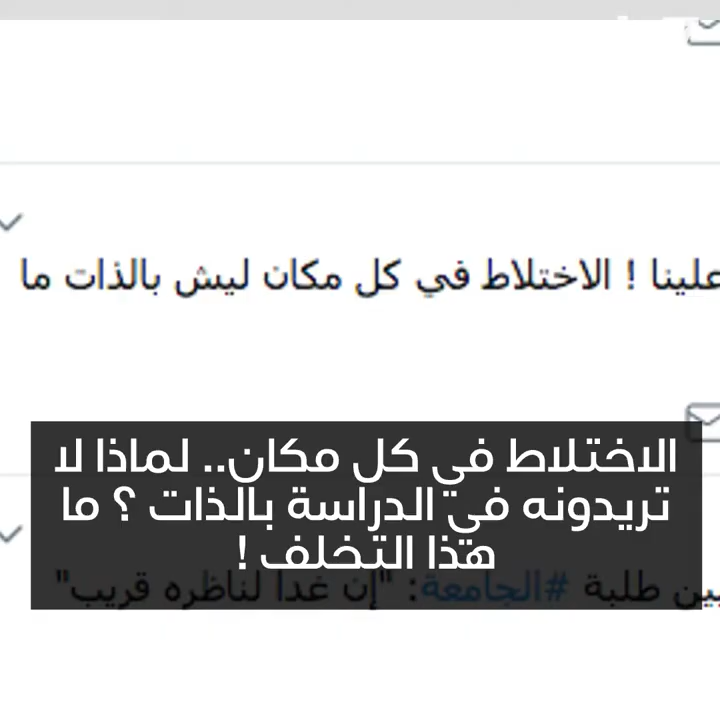 علينا ! الاختلاط في كل مكان ليش بالذات ما
الاختلاط في كل مكان.. لماذا لا
تريدونه في الدراسة بالذات ؟ ما
هذا التخلف !
بين طلبة #الجامعة: "إن غدا لناظره قريب"